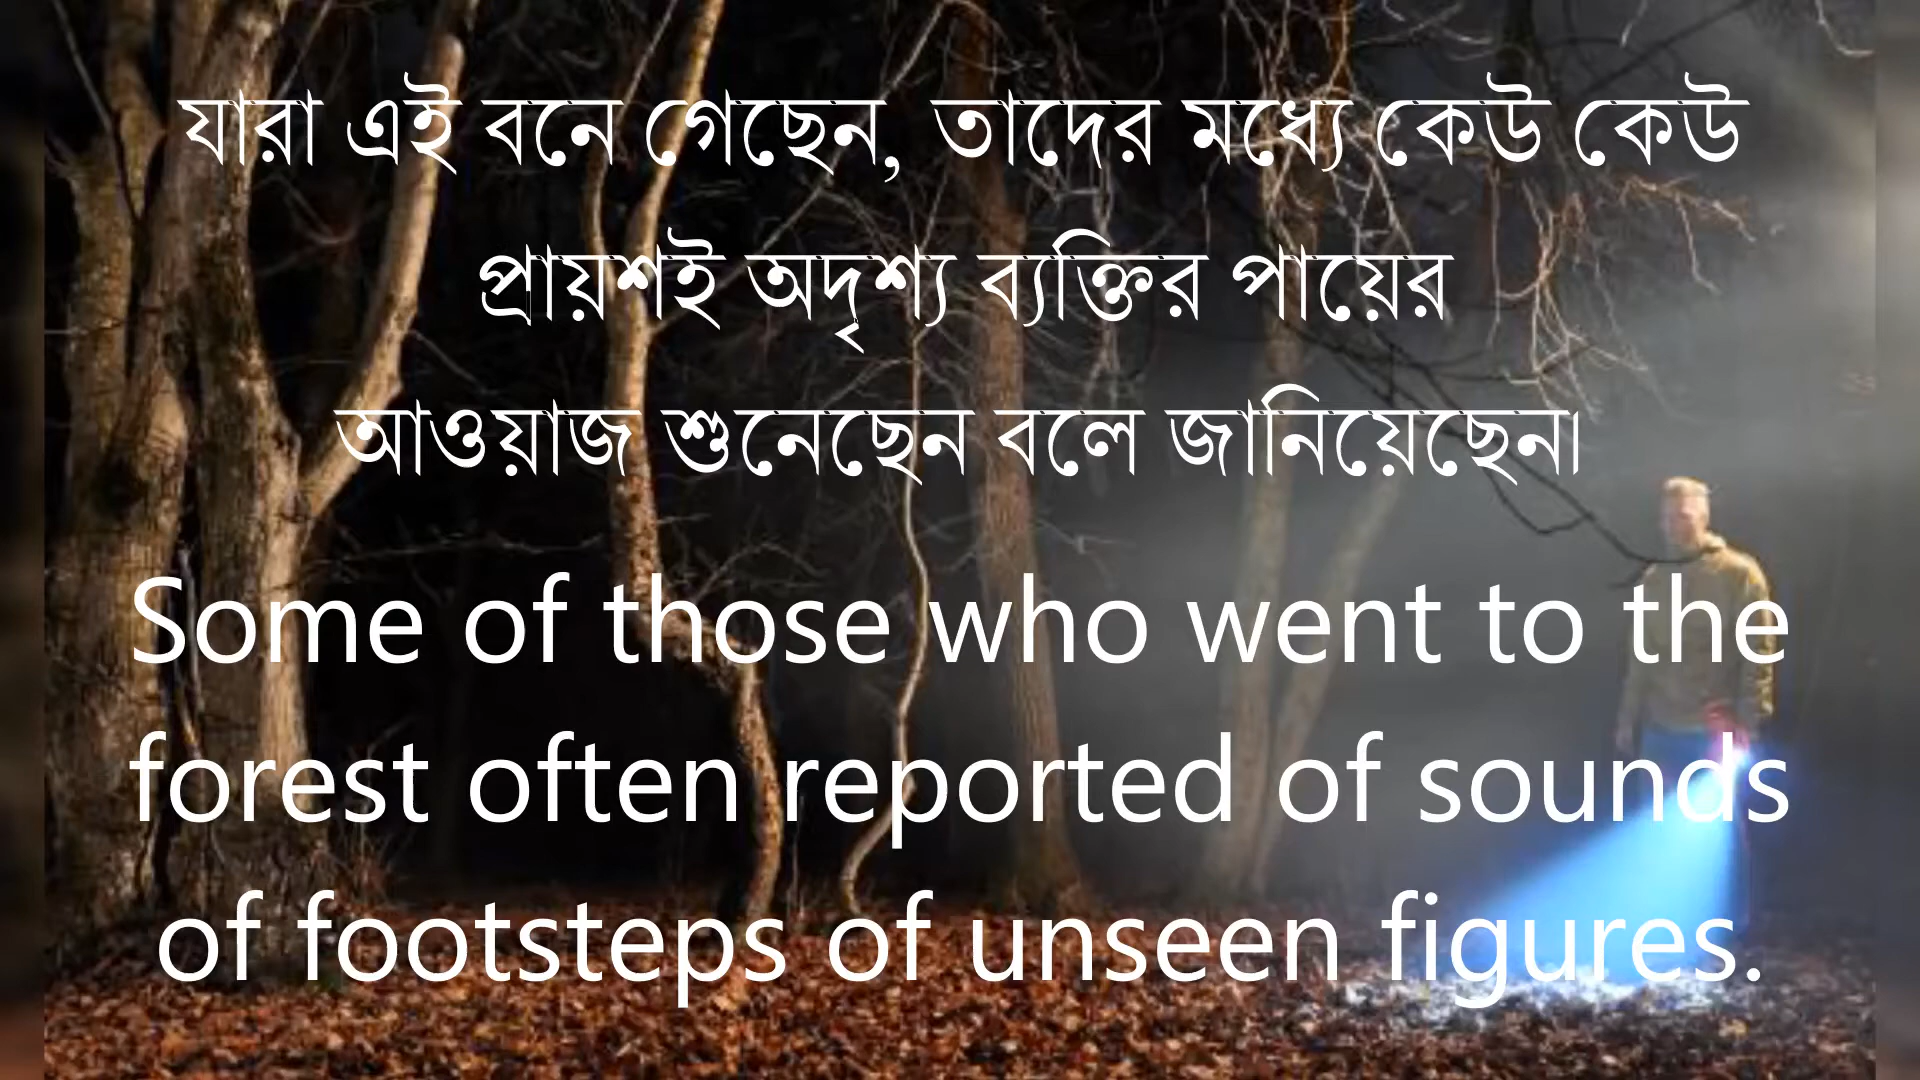 যারা এই বনে গেছেন, তাদের মধ্যে কেউ কেউ
প্রায়শই অদৃশ্য ব্যক্তির পায়ের
আওয়াজ শুনেছেন বলে জানিয়েছেন।
Some of those who went to the
forest often reported of sounds
of footsteps of unseen figures.